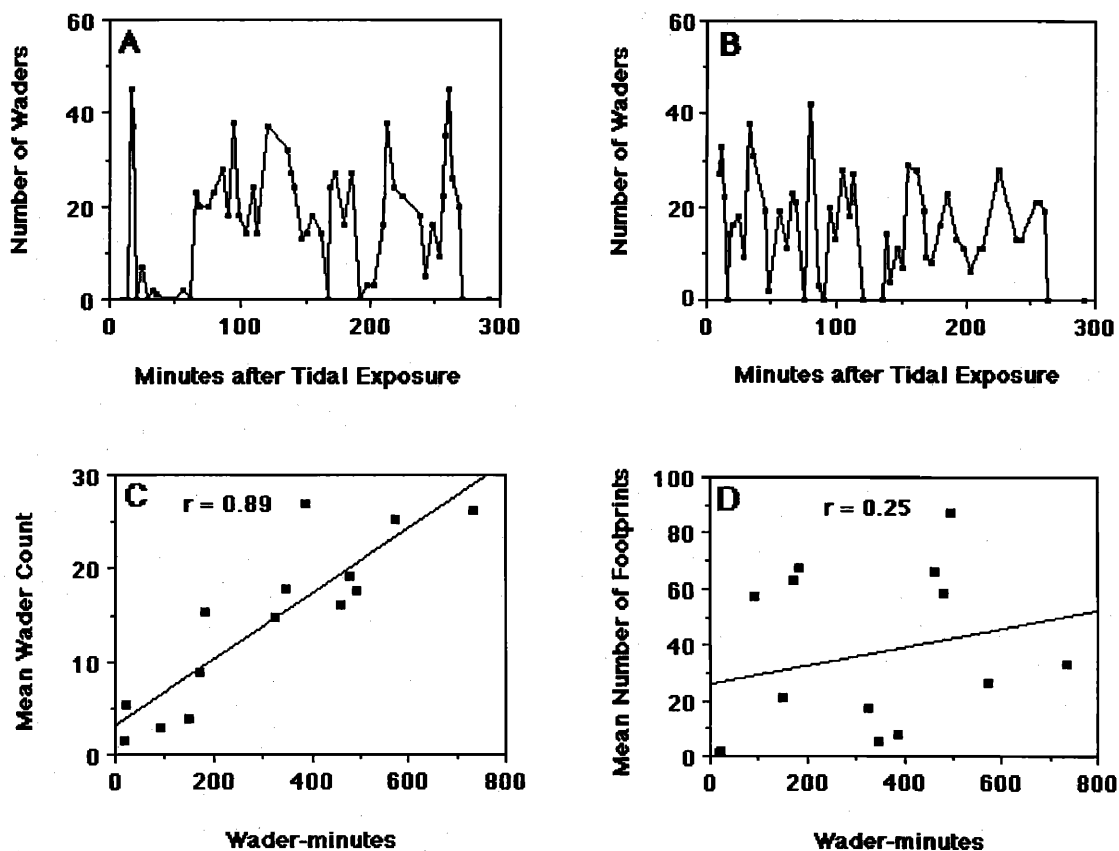 A
Number of Waders
60
40
20
0
0 100 200 300
Minutes after Tidal Exposure
B
Number of Waders
60
40
20
0
0 100 200 300
Minutes after Tidal Exposure
C
r = 0.89
Mean Wader Count
30
20
10
0
0 200 400 600 800
Wader-minutes
D
r = 0.25
Mean Number of Footprints
100
80
60
40
20
0
0 200 400 600 800
Wader-minutes